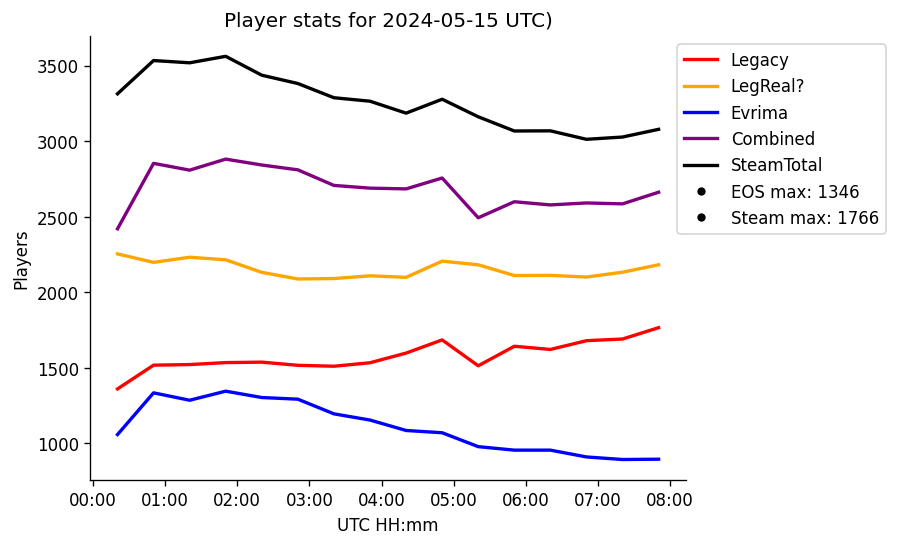 Player stats for 2024-05-15 UTC)
Players
3500
3000
2500
2000
1500
1000
00:00 01:00 02:00 03:00 04:00 05:00 06:00 07:00 08:00
UTC HH:mm
Legacy
LegReal?
Evrima
Combined
SteamTotal
EOS max: 1346
Steam max: 1766